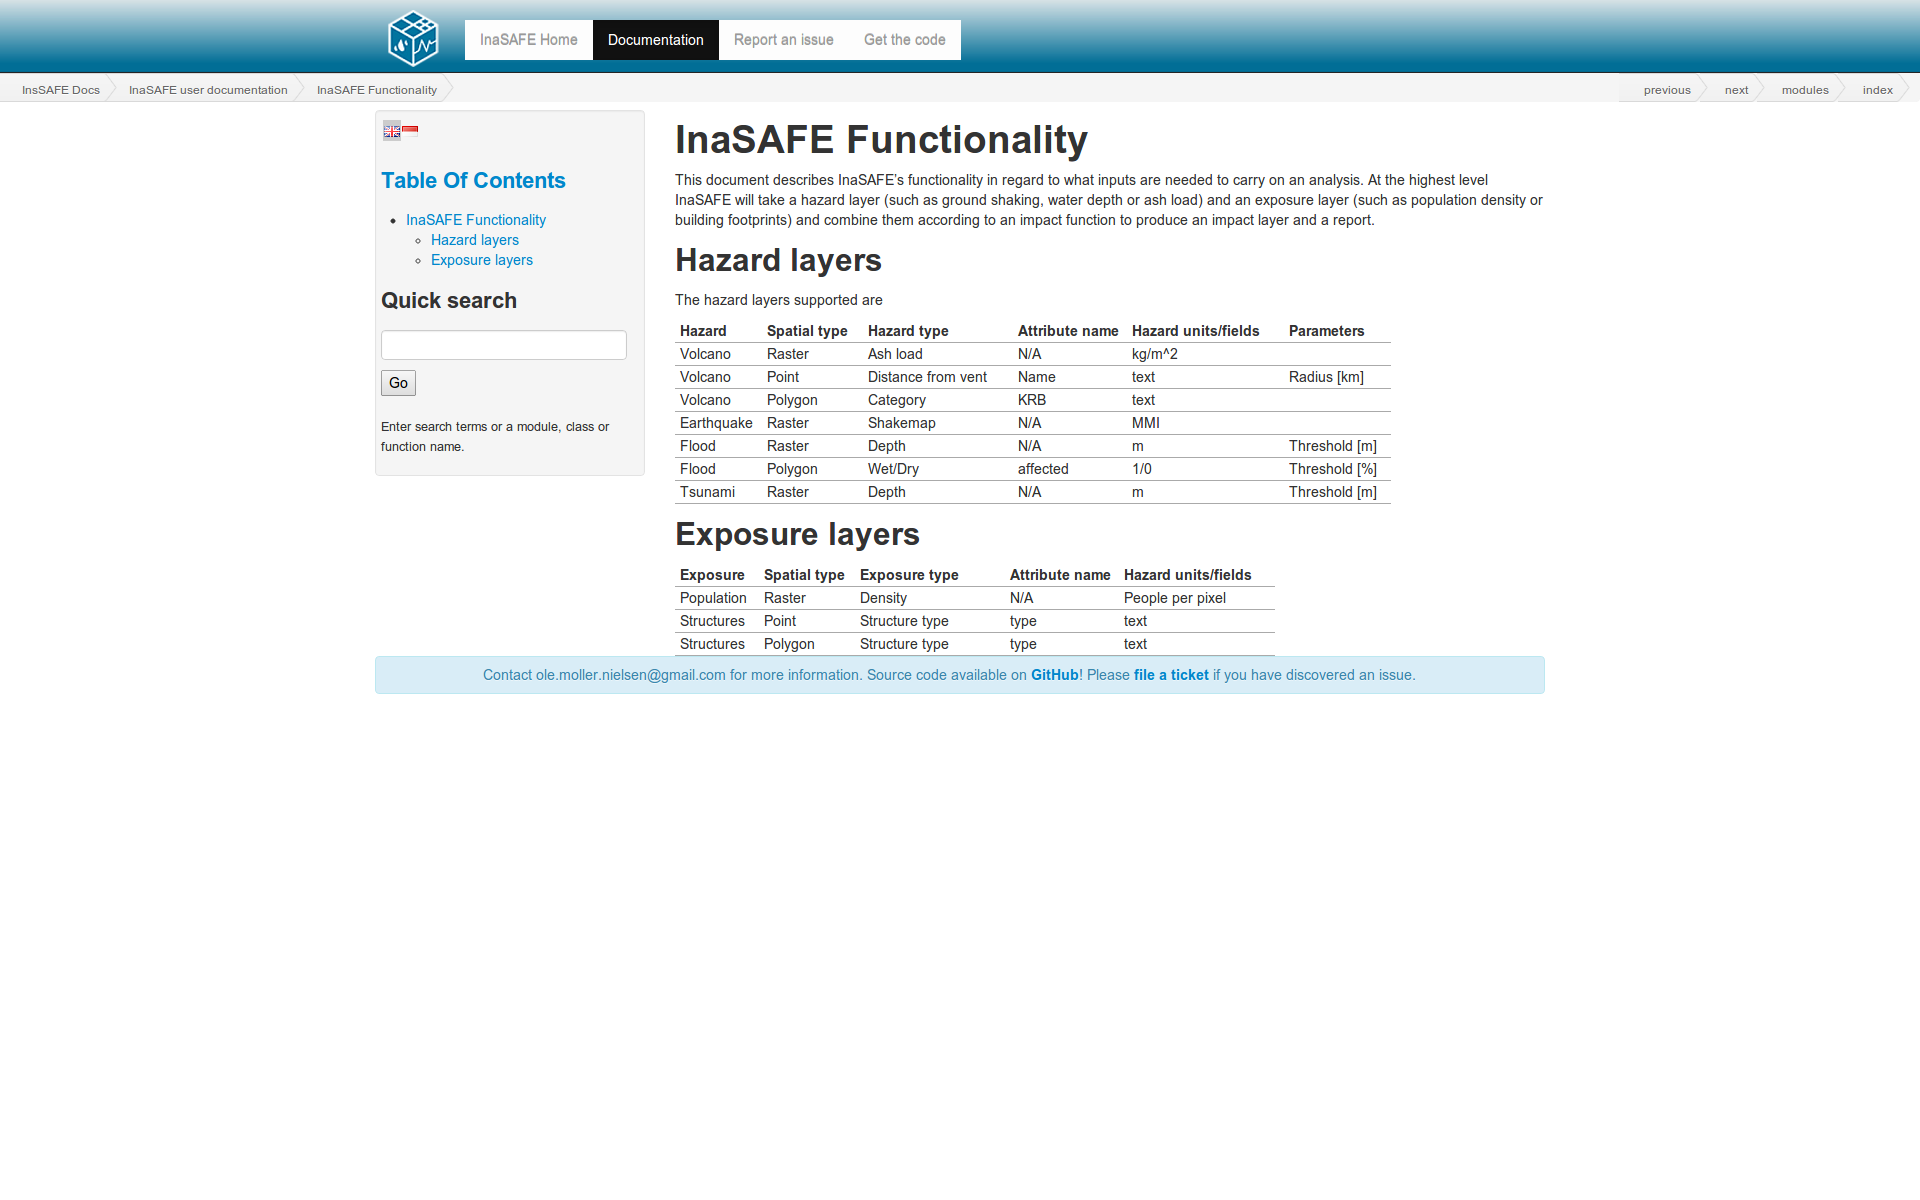 InaSAFE Home Documentation Report an issue Get the code
InsSAFE Docs InaSAFE user documentation InaSAFE Functionality previous next modules index
Table Of Contents
InaSAFE Functionality
Hazard layers
Exposure layers
Quick search
Go
Enter search terms or a module, class or
function name.
InaSAFE Functionality
This document describes InaSAFE's functionality in regard to what inputs are needed to carry on an analysis. At the highest level
InaSAFE will take a hazard layer (such as ground shaking, water depth or ash load) and an exposure layer (such as population density or
building footprints) and combine them according to an impact function to produce an impact layer and a report.
Hazard layers
The hazard layers supported are
Hazard Spatial type Hazard type Attribute name Hazard units/fields Parameters
Volcano Raster Ash load N/A kg/m^2
Volcano Point Distance from vent Name text Radius [km]
Volcano Polygon Category KRB text
Earthquake Raster Shakemap N/A MMI
Flood Raster Depth N/A m Threshold [m]
Flood Polygon Wet/Dry affected 1/0 Threshold [%]
Tsunami Raster Depth N/A m Threshold [m]
Exposure layers
Exposure Spatial type Exposure type Attribute name Hazard units/fields
Population Raster Density N/A People per pixel
Structures Point Structure type type text
Structures Polygon Structure type type text
Contact ole.moller.nielsen@gmail.com for more information. Source code available on GitHub! Please file a ticket if you have discovered an issue.